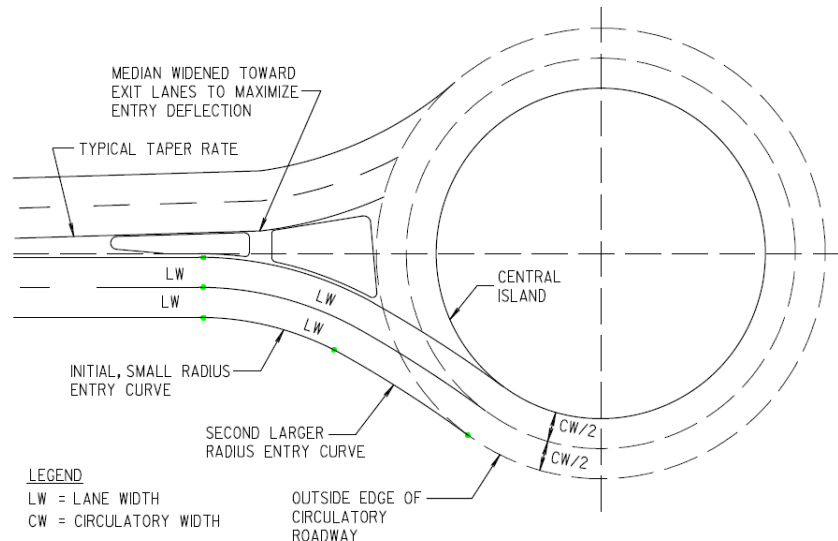 MEDIAN WIDENED TOWARD
EXIT LANES TO MAXIMIZE
ENTRY DEFLECTION
TYPICAL TAPER RATE
LW
LW
LW
LW
CENTRAL
ISLAND
INITIAL, SMALL RADIUS
ENTRY CURVE
SECOND LARGER
RADIUS ENTRY CURVE
CW/2
CW/2
OUTSIDE EDGE OF
CIRCULATORY
ROADWAY
LEGEND
LW = LANE WIDTH
CW = CIRCULATORY WIDTH